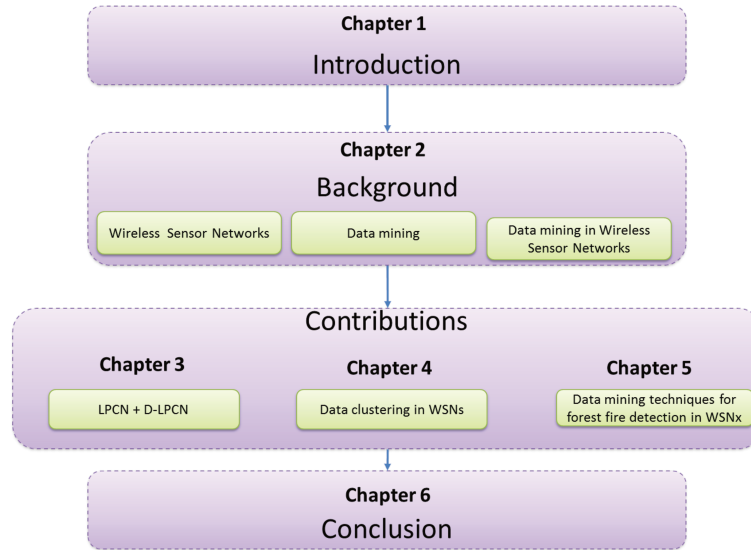 Chapter 1
Introduction
Chapter 2
Background
Wireless Sensor Networks
Data mining
Data mining in Wireless
Sensor Networks
Contributions
Chapter 3
LPCN + D-LPCN
Chapter 4
Data clustering in WSNs
Chapter 5
Data mining techniques for
forest fire detection in WSNx
Chapter 6
Conclusion